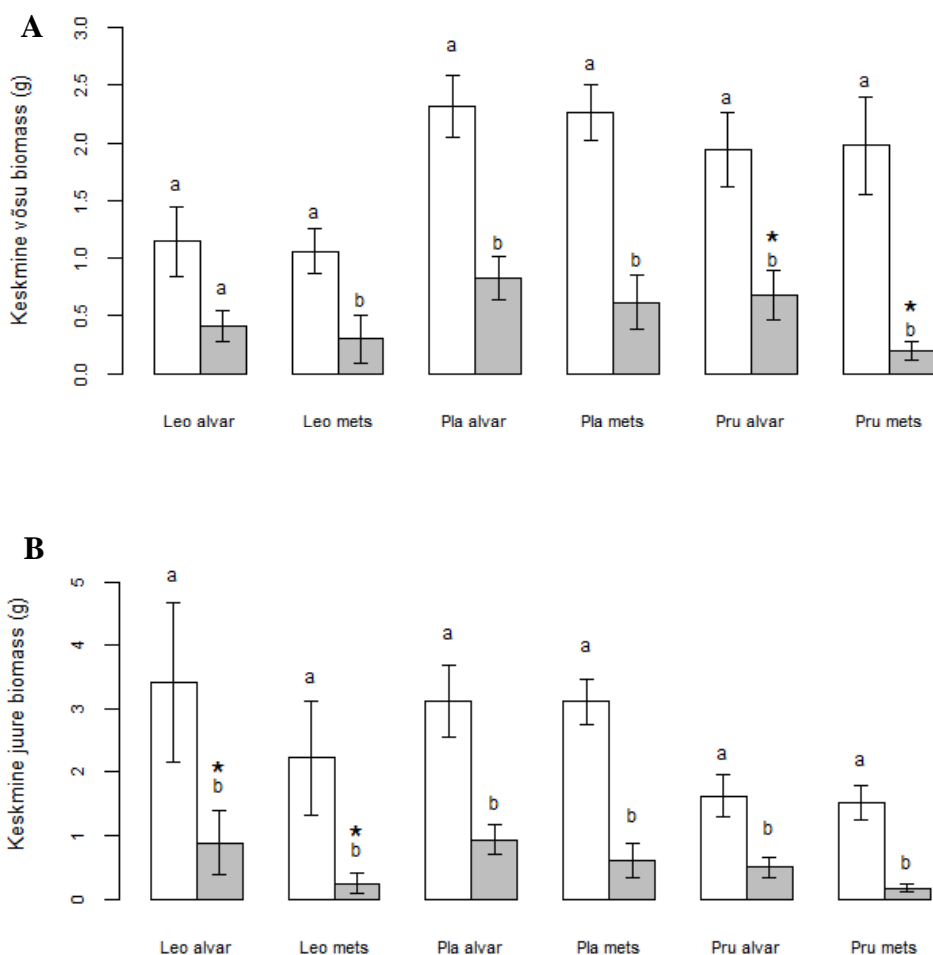 A
Keskmine võsu biomass (g)
3.0
2.5
2.0
1.5
1.0
0.5
0.0
a a a b a b a b a * b a * b
Leo alvar Leo mets Pla alvar Pla mets Pru alvar Pru mets
B
Keskmine juure biomass (g)
5
4
3
2
1
0
a * b a * b a b a b a b a b
Leo alvar Leo mets Pla alvar Pla mets Pru alvar Pru mets